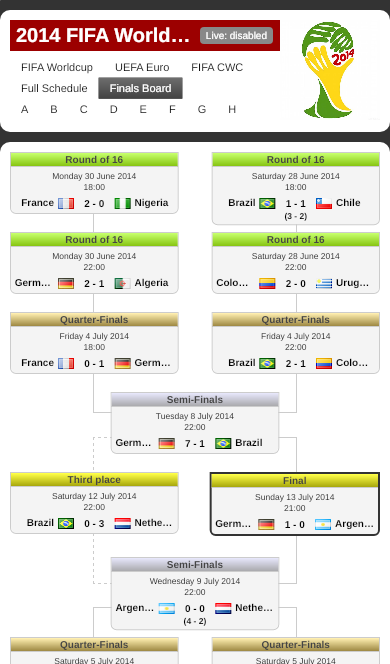 2014 FIFA World... Live: disabled
FIFA Worldcup UEFA Euro FIFA CWC
Full Schedule Finals Board
A B C D E F G H
2014
Round of 16
Monday 30 June 2014
18:00
France 2 - 0 Nigeria
Round of 16
Saturday 28 June 2014
18:00
Brazil 1 - 1 Chile
(3 - 2)
Round of 16
Monday 30 June 2014
22:00
Germ... 2 - 1 Algeria
Round of 16
Saturday 28 June 2014
22:00
Colo... 2 - 0 Urug...
Quarter-Finals
Friday 4 July 2014
18:00
France 0 - 1 Germ...
Quarter-Finals
Friday 4 July 2014
22:00
Brazil 2 - 1 Colo...
Semi-Finals
Tuesday 8 July 2014
22:00
Germ... 7 - 1 Brazil
Third place
Saturday 12 July 2014
22:00
Brazil 0 - 3 Nethe...
Final
Sunday 13 July 2014
21:00
Germ... 1 - 0 Argen...
Semi-Finals
Wednesday 9 July 2014
22:00
Argen... 0 - 0 Nethe...
(4 - 2)
Quarter-Finals
Saturday 5 July 2014
Quarter-Finals
Saturday 5 July 2014